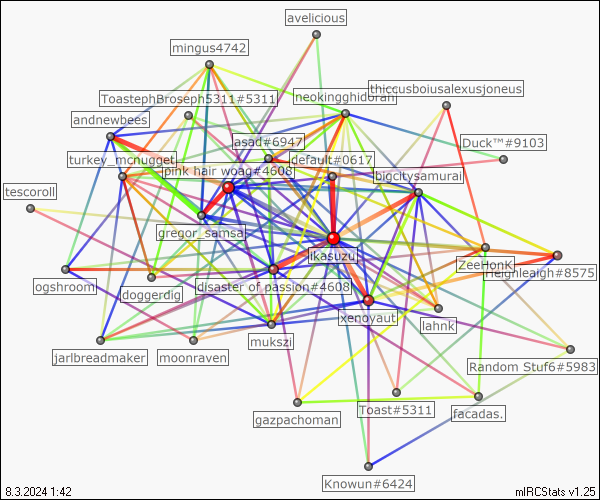 avelicious
mingus4742
thiccusboiusalexusjoneus
ToastephBroseph5311#5311
neokingghidorah
andnewbees
asad#6947
Duck™#9103
turkey_mcnugget
default#0617
pink hair woag#4608
bigcitysamurai
tescoroll
gregor_samsa
ikasuzu
ZeeHonK
Heighleagh#8575
ogshroom
doggerdig
disaster of passion#4608
xenoyaut
lahnk
mukszi
jarlbreadmaker
moonraven
Random Stuf6#5983
gazpachoman
Toast#5311
facadas.
Knowun#6424
8.3.2024 1:42
mIRCStats v1.25